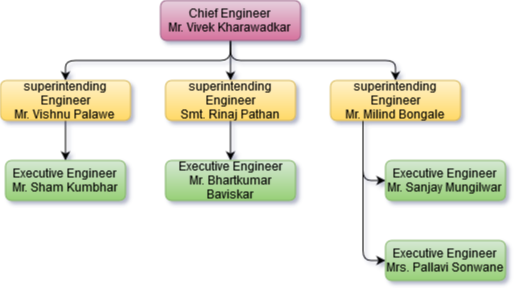 Chief Engineer
Mr. Vivek Kharawadkar
superintending
Engineer
Mr. Vishnu Palawe
superintending
Engineer
Smt. Rinaj Pathan
superintending
Engineer
Mr. Milind Bongale
Executive Engineer
Mr. Sham Kumbhar
Executive Engineer
Mr. Bhartkumar
Baviskar
Executive Engineer
Mr. Sanjay Mungilwar
Executive Engineer
Mrs. Pallavi Sonwane